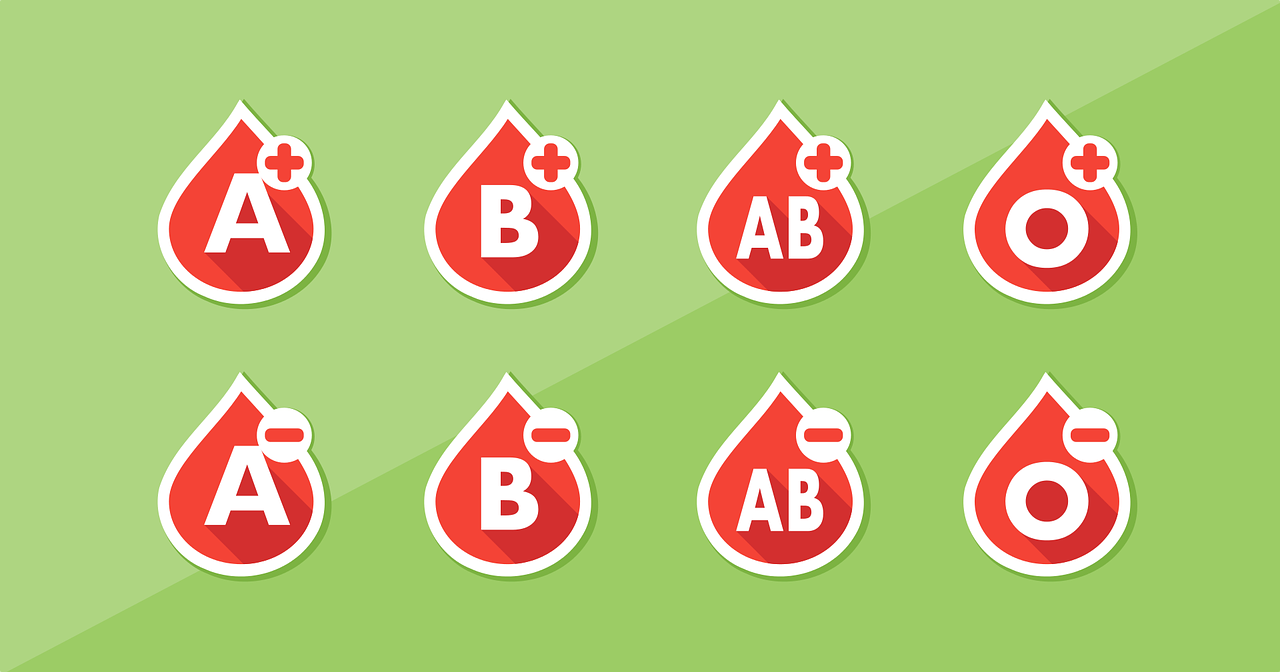 A+ B+ AB+ O+
A- B- AB- O-